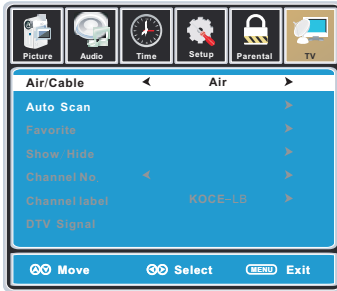 Picture Audio Time Setup Parental TV
Air/Cable Air
Auto Scan
Favorite
Show/Hide
Channel No.
Channel label KOCE-LB
DTV Signal
Move Select MENU Exit